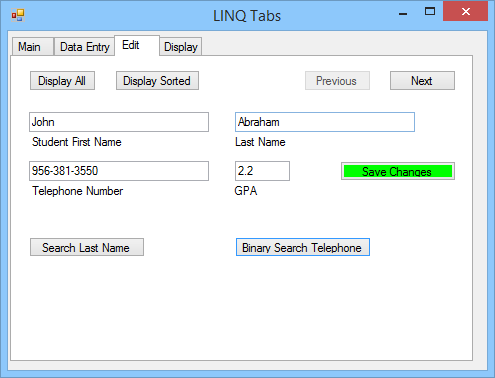 LINQ Tabs
Main Data Entry Edit Display
Display All Display Sorted Previous Next
John Abraham
Student First Name Last Name
956-381-3550 2.2 Save Changes
Telephone Number GPA
Search Last Name Binary Search Telephone